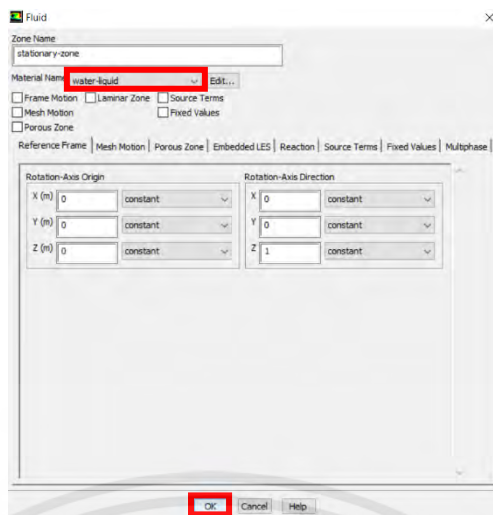 Fluid
Zone Name
stationary-zone
Material Name water-liquid Edit...
Frame Motion Laminar Zone Source Terms
Mesh Motion Fixed Values
Porous Zone
Reference Frame Mesh Motion Porous Zone Embedded LES Reaction Source Terms Fixed Values Multiphase
Rotation-Axis Origin Rotation-Axis Direction
X (m) 0 constant X 0 constant
Y (m) 0 constant Y 0 constant
Z (m) 0 constant Z 1 constant
OK Cancel Help